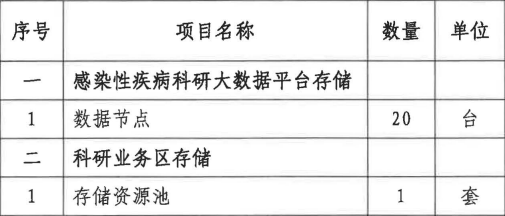 序号 项目名称 数量 单位
一 感染性疾病科研大数据平台存储
1 数据节点 20 台
二 科研业务区存储
1 存储资源池 1 套